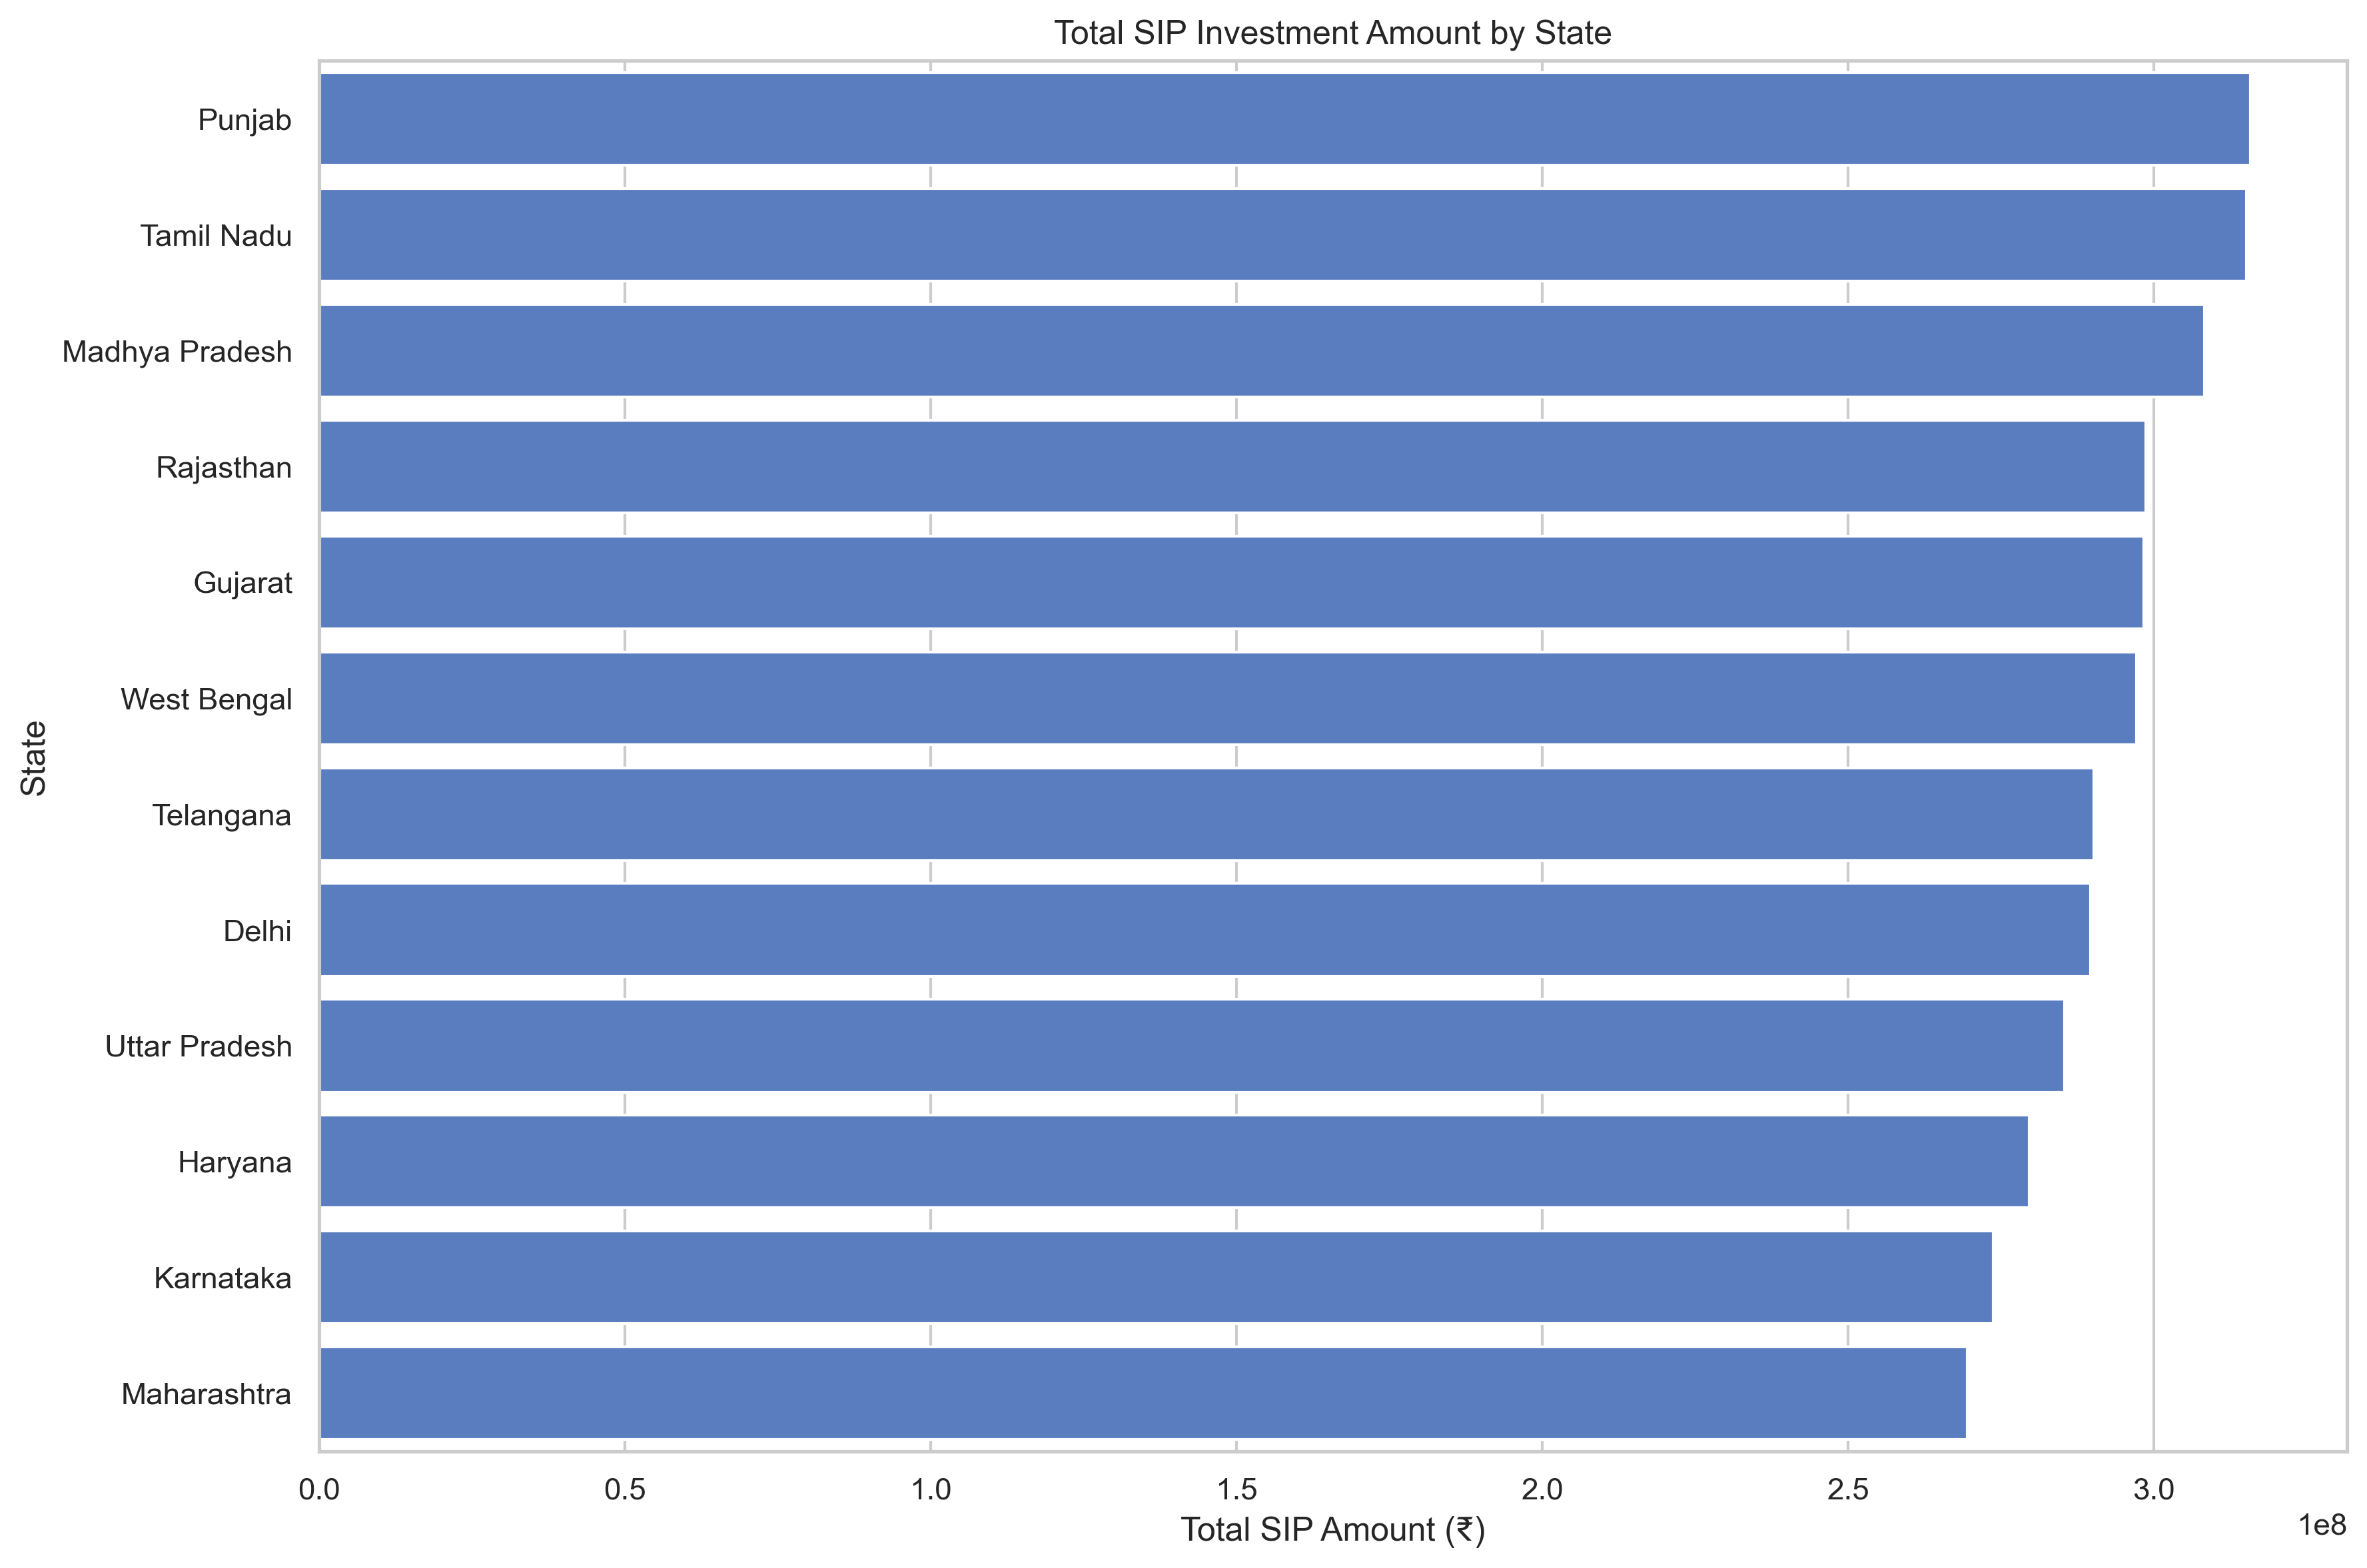 Total SIP Investment Amount by State
Punjab
Tamil Nadu
Madhya Pradesh
Rajasthan
Gujarat
West Bengal
Telangana
Delhi
Uttar Pradesh
Haryana
Karnataka
Maharashtra
State
0.0 0.5 1.0 1.5 2.0 2.5 3.0
1e8
Total SIP Amount (₹)